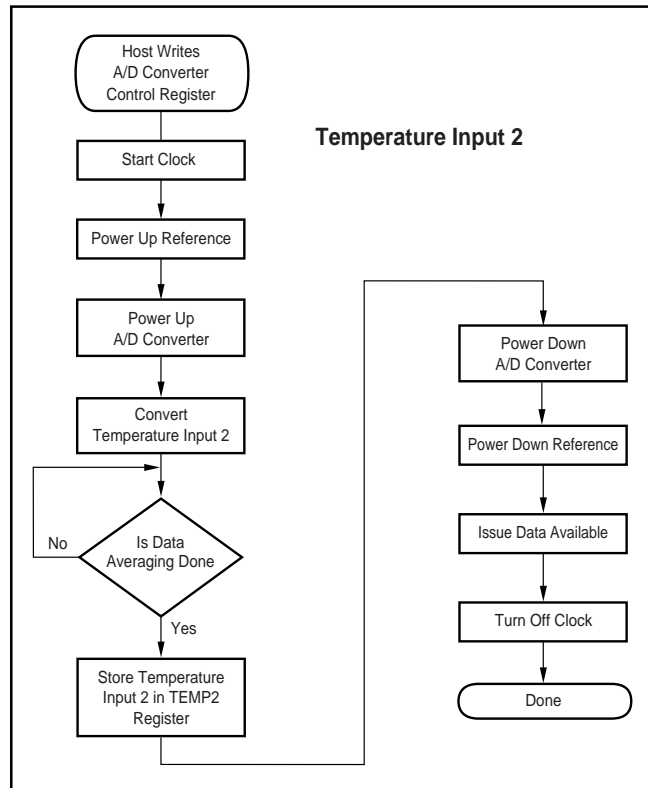 Host Writes
A/D Converter
Control Register
Temperature Input 2
Start Clock
Power Up Reference
Power Up
A/D Converter
Convert
Temperature Input 2
No
Is Data
Averaging Done
Yes
Store Temperature
Input 2 in TEMP2
Register
Power Down
A/D Converter
Power Down Reference
Issue Data Available
Turn Off Clock
Done